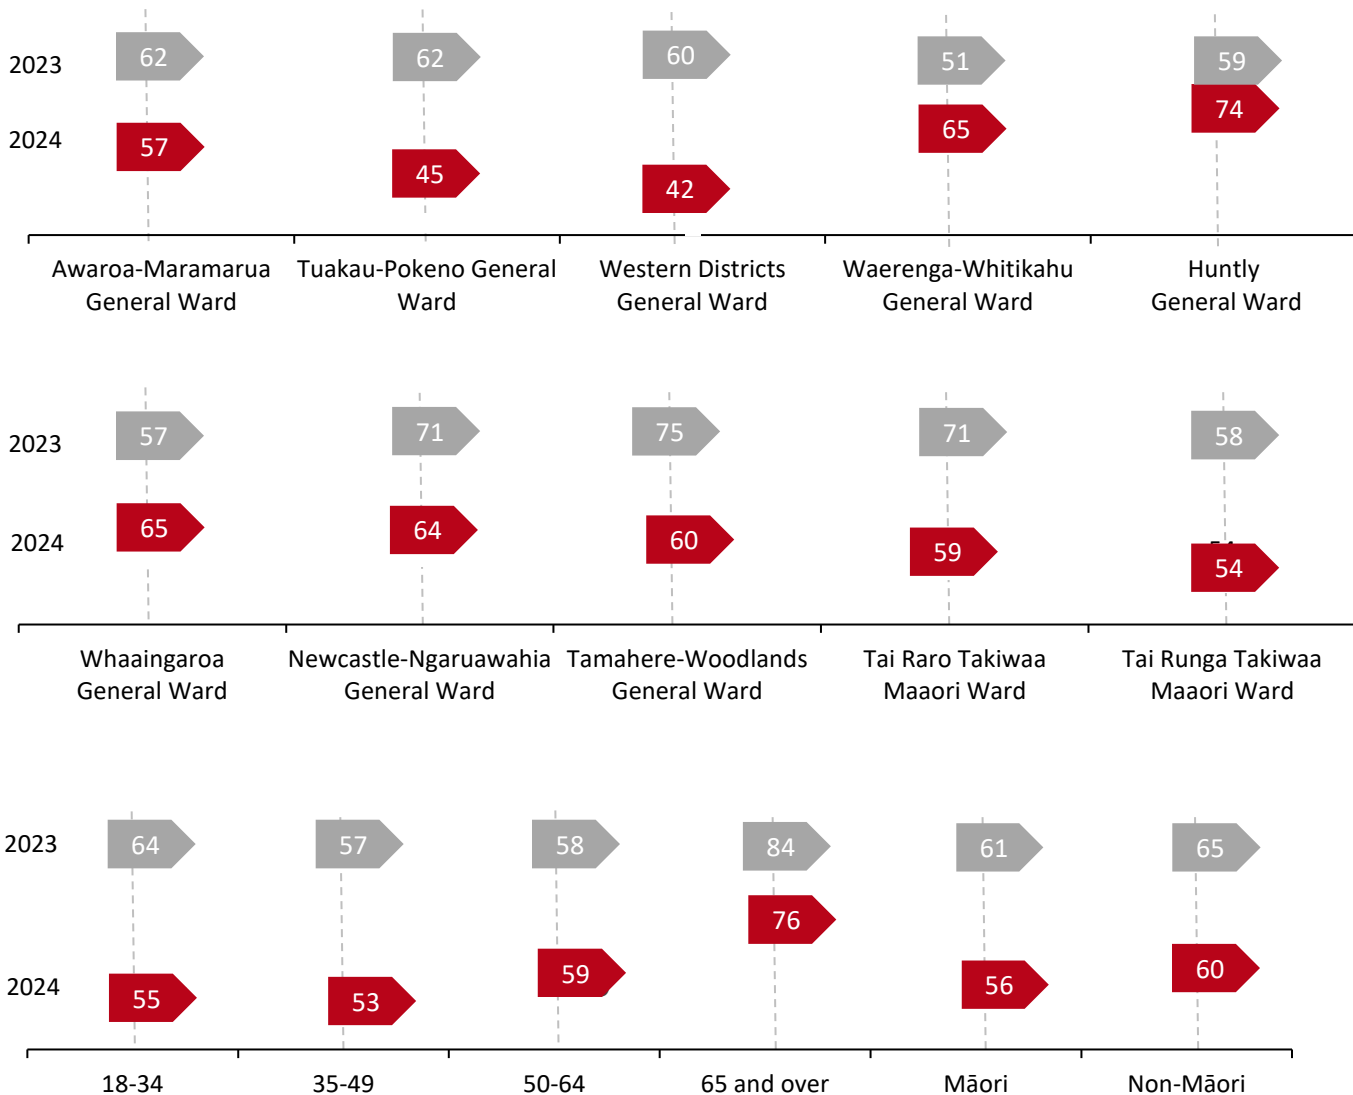 2023
62
62
60
51
59
2024
57
45
42
65
74
Awaroa-Maramarua
General Ward
Tuakau-Pokeno General
Ward
Western Districts
General Ward
Waerenga-Whitikahu
General Ward
Huntly
General Ward
2023
57
71
75
71
58
2024
65
64
60
59
54
Whaaingaroa
General Ward
Newcastle-Ngaruawahia
General Ward
Tamahere-Woodlands
General Ward
Tai Raro Takiwaa
Maaori Ward
Tai Runga Takiwaa
Maaori Ward
2023
64
57
58
84
61
65
2024
55
53
59
76
56
60
18-34
35-49
50-64
65 and over
Māori
Non-Māori